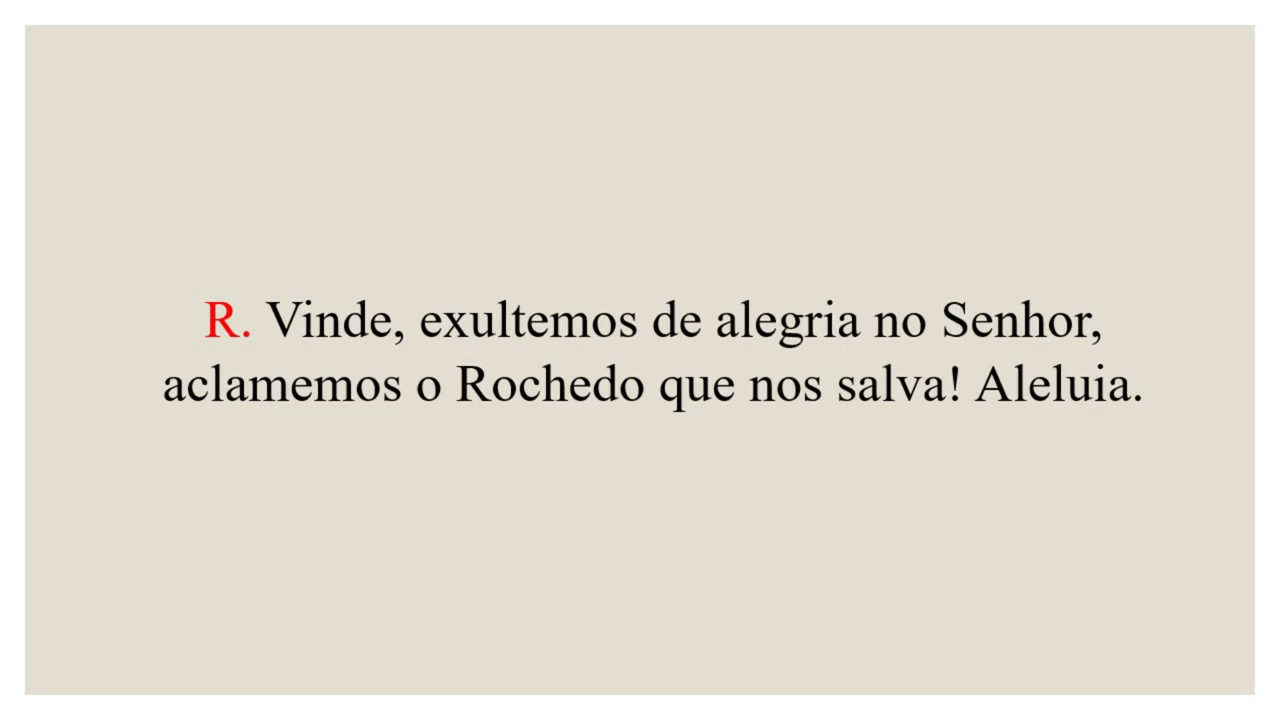 R. Vinde, exultemos de alegria no Senhor,
aclamemos o Rochedo que nos salva! Aleluia.